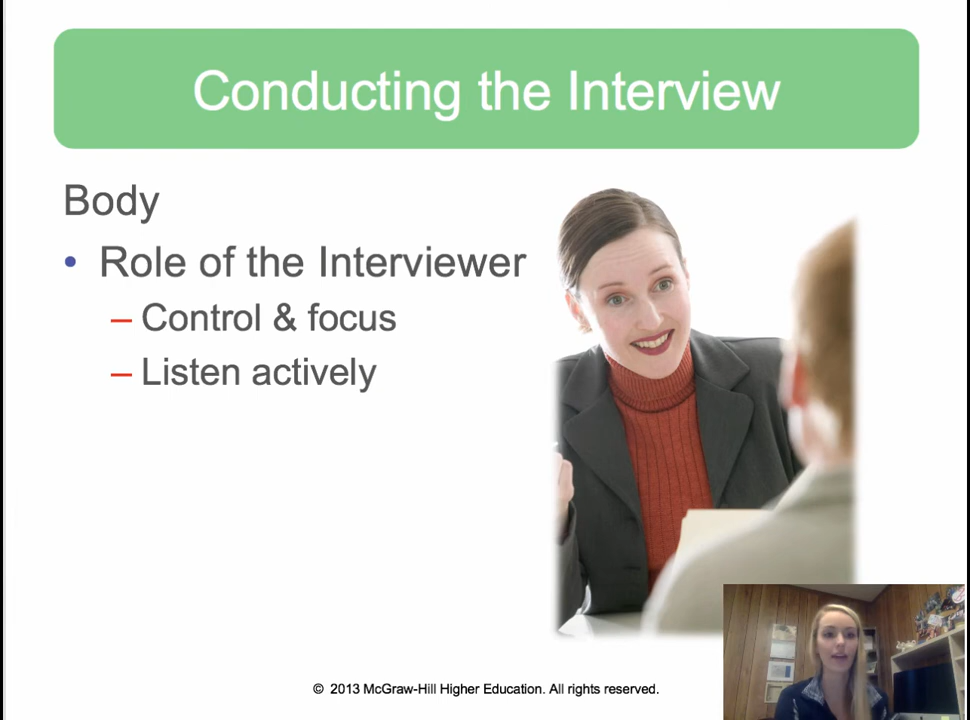 Conducting the Interview
Body
• Role of the Interviewer
– Control & focus
– Listen actively
© 2013 McGraw-Hill Higher Education. All rights reserved.